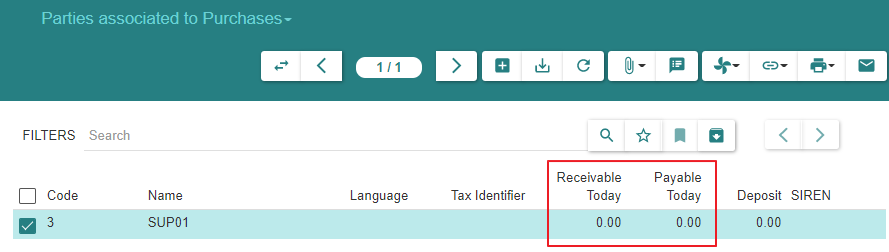 Parties associated to Purchases
1 / 1
FILTERS Search
Code Name Language Tax Identifier Receivable Today Payable Today Deposit SIREN
3 SUP01 0.00 0.00 0.00